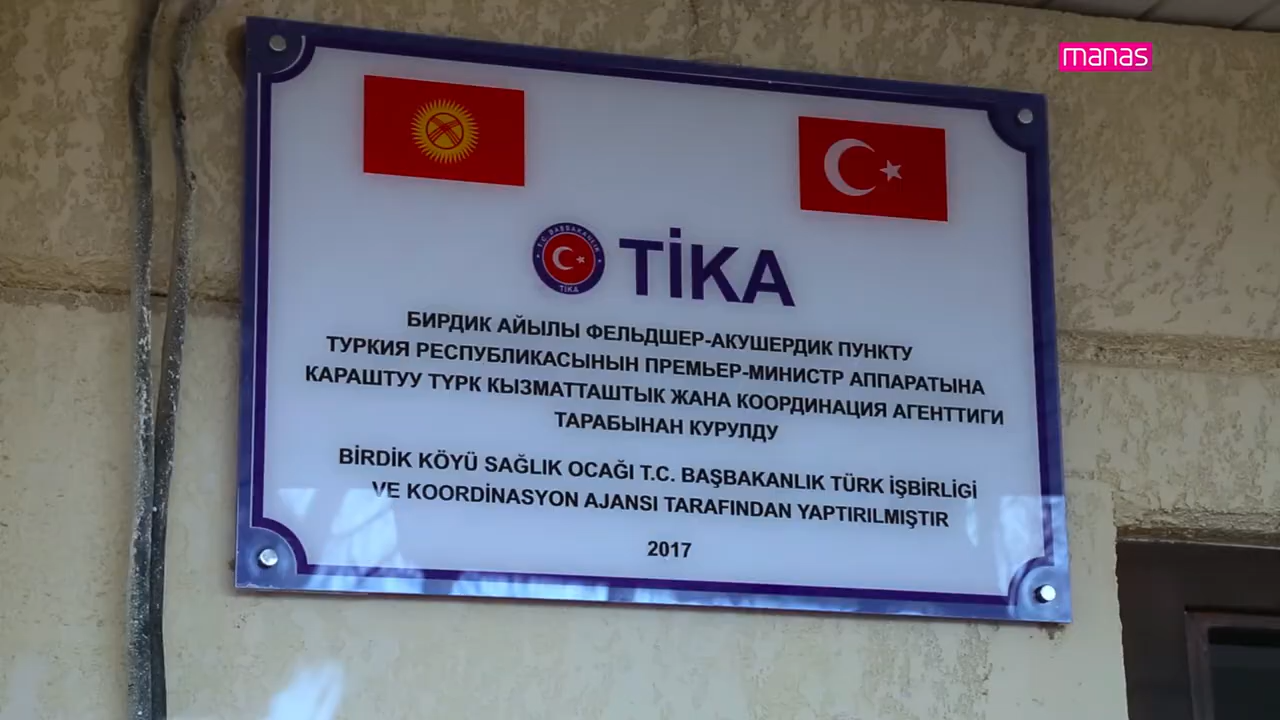 manas
T.C. BAŞBAKANLIK
TİKA
TİKA
БИРДИК АЙЫЛЫ ФЕЛЬДШЕР-АКУШЕРДИК ПУНКТУ
ТУРКИЯ РЕСПУБЛИКАСЫНЫН ПРЕМЬЕР-МИНИСТР АППАРАТЫНА
КАРАШТУУ ТҮРК КЫЗМАТТАШТЫК ЖАНА КООРДИНАЦИЯ АГЕНТТИГИ
ТАРАБЫНАН КУРУЛДУ
BİRDİK KÖYÜ SAĞLIK OCAĞI T.C. BAŞBAKANLIK TÜRK İŞBİRLİGİ
VE KOORDİNASYON AJANSI TARAFINDAN YAPTIRILMIŞTIR
2017